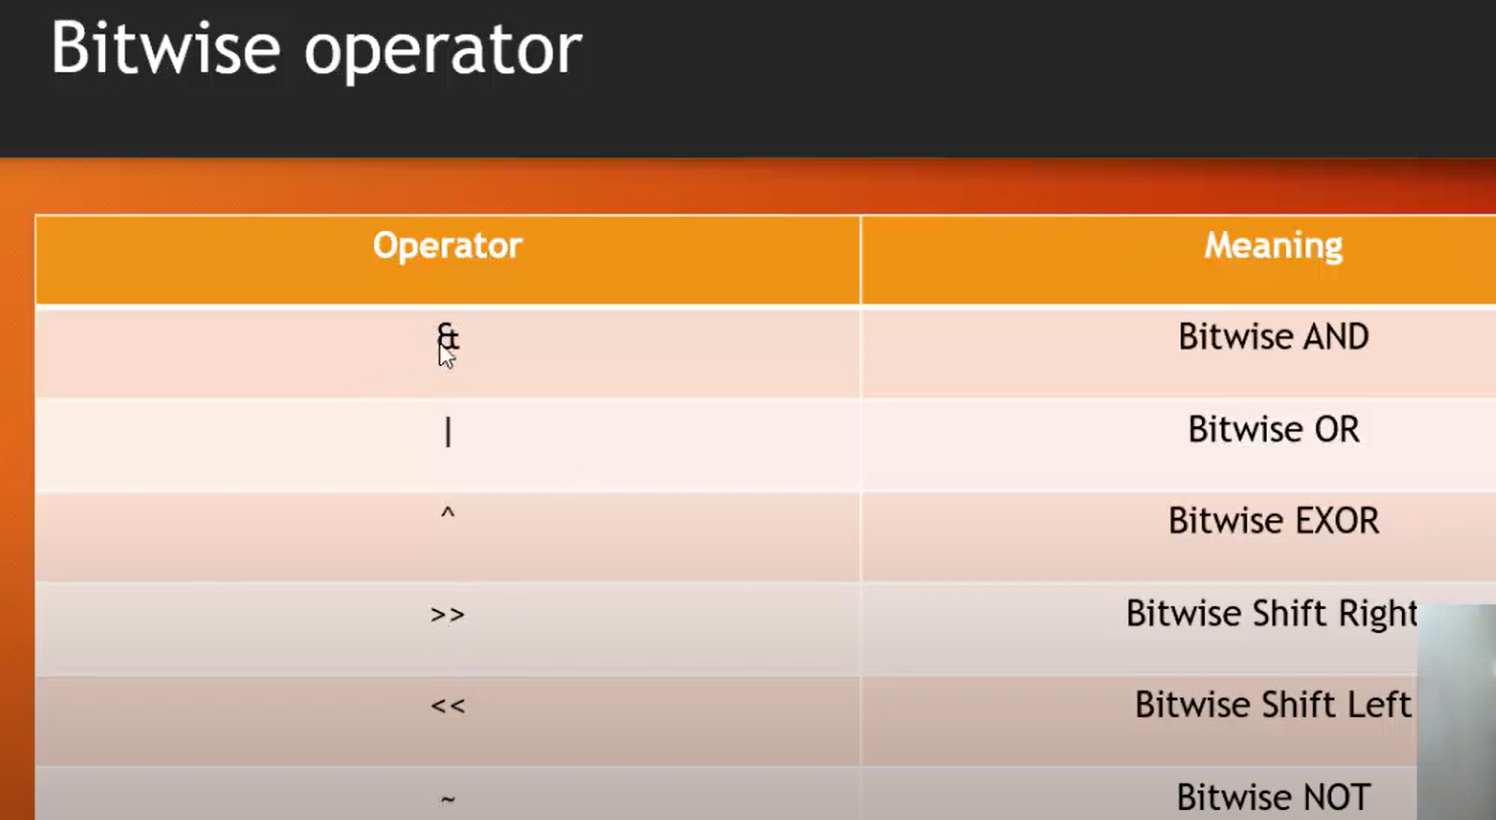 Bitwise operator
Operator Meaning
& Bitwise AND
| Bitwise OR
^ Bitwise EXOR
>> Bitwise Shift Right
<< Bitwise Shift Left
~ Bitwise NOT